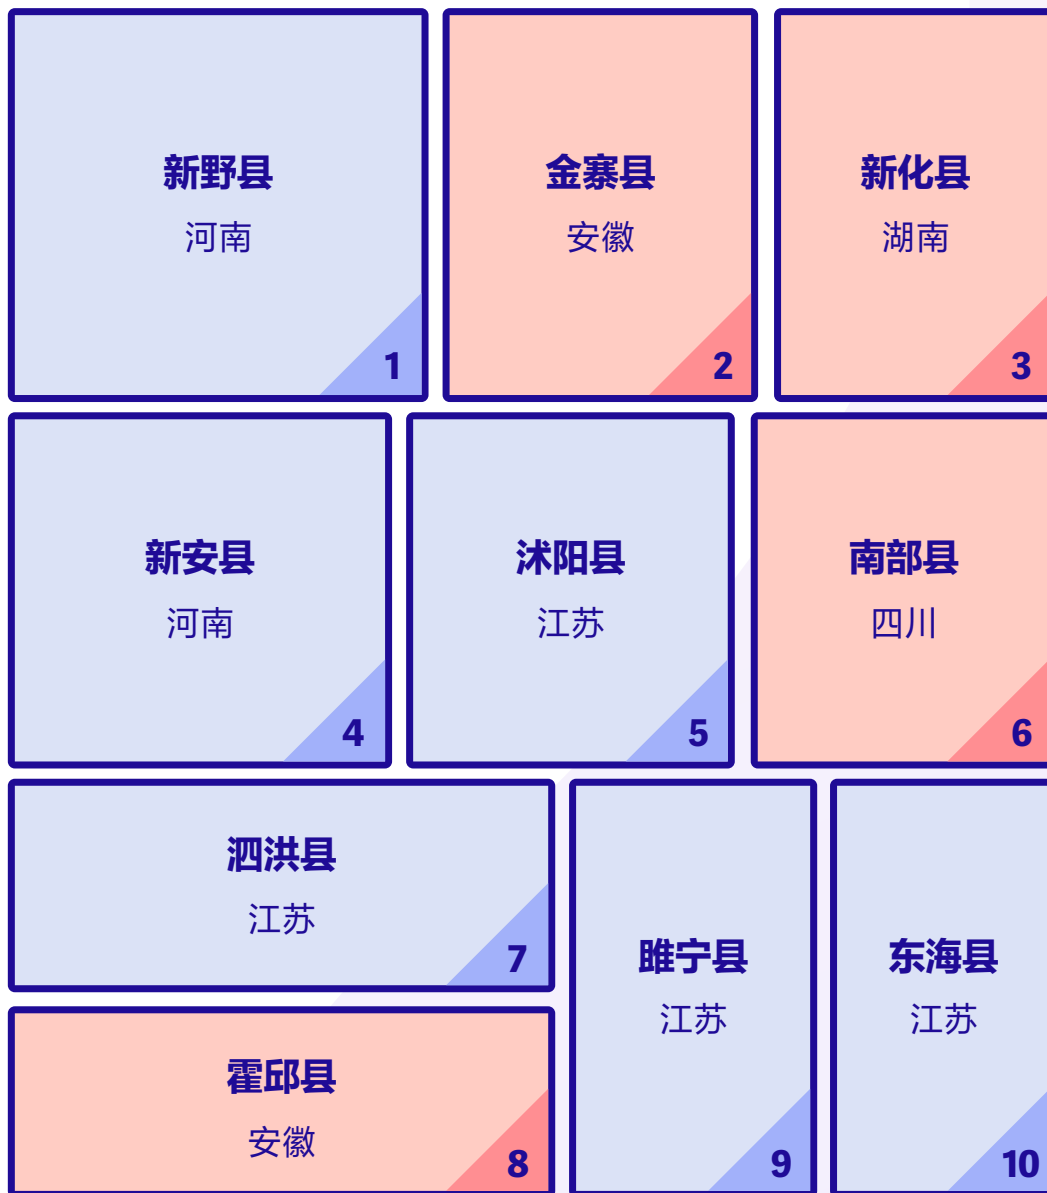 新野县
河南
1
金寨县
安徽
2
新化县
湖南
3
新安县
河南
4
沭阳县
江苏
5
南部县
四川
6
泗洪县
江苏
7
霍邱县
安徽
8
睢宁县
江苏
9
东海县
江苏
10